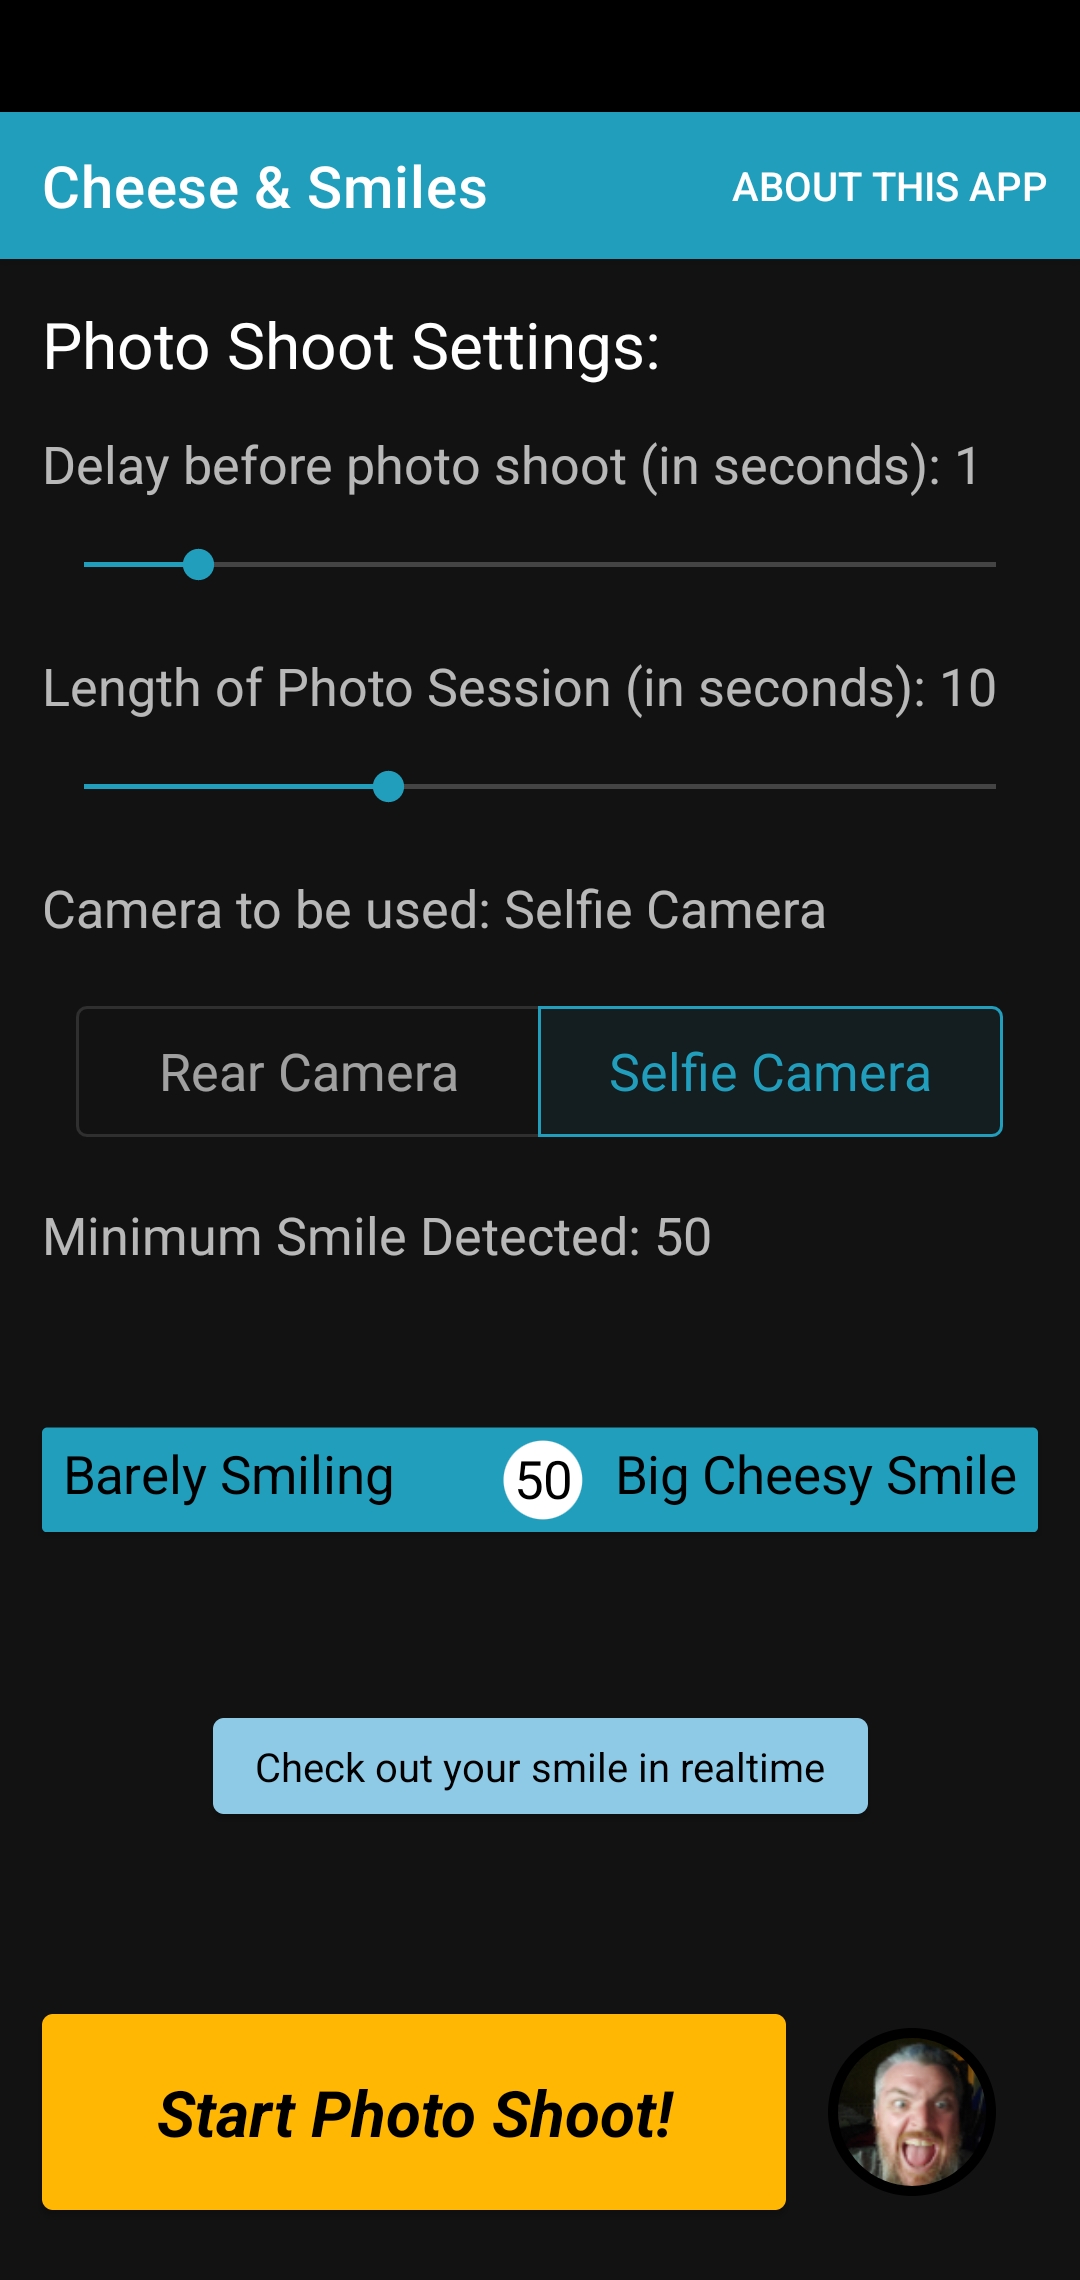 Cheese & Smiles
ABOUT THIS APP
Photo Shoot Settings:
Delay before photo shoot (in seconds): 1
Length of Photo Session (in seconds): 10
Camera to be used: Selfie Camera
Rear Camera
Selfie Camera
Minimum Smile Detected: 50
Barely Smiling 50 Big Cheesy Smile
Check out your smile in realtime
Start Photo Shoot!